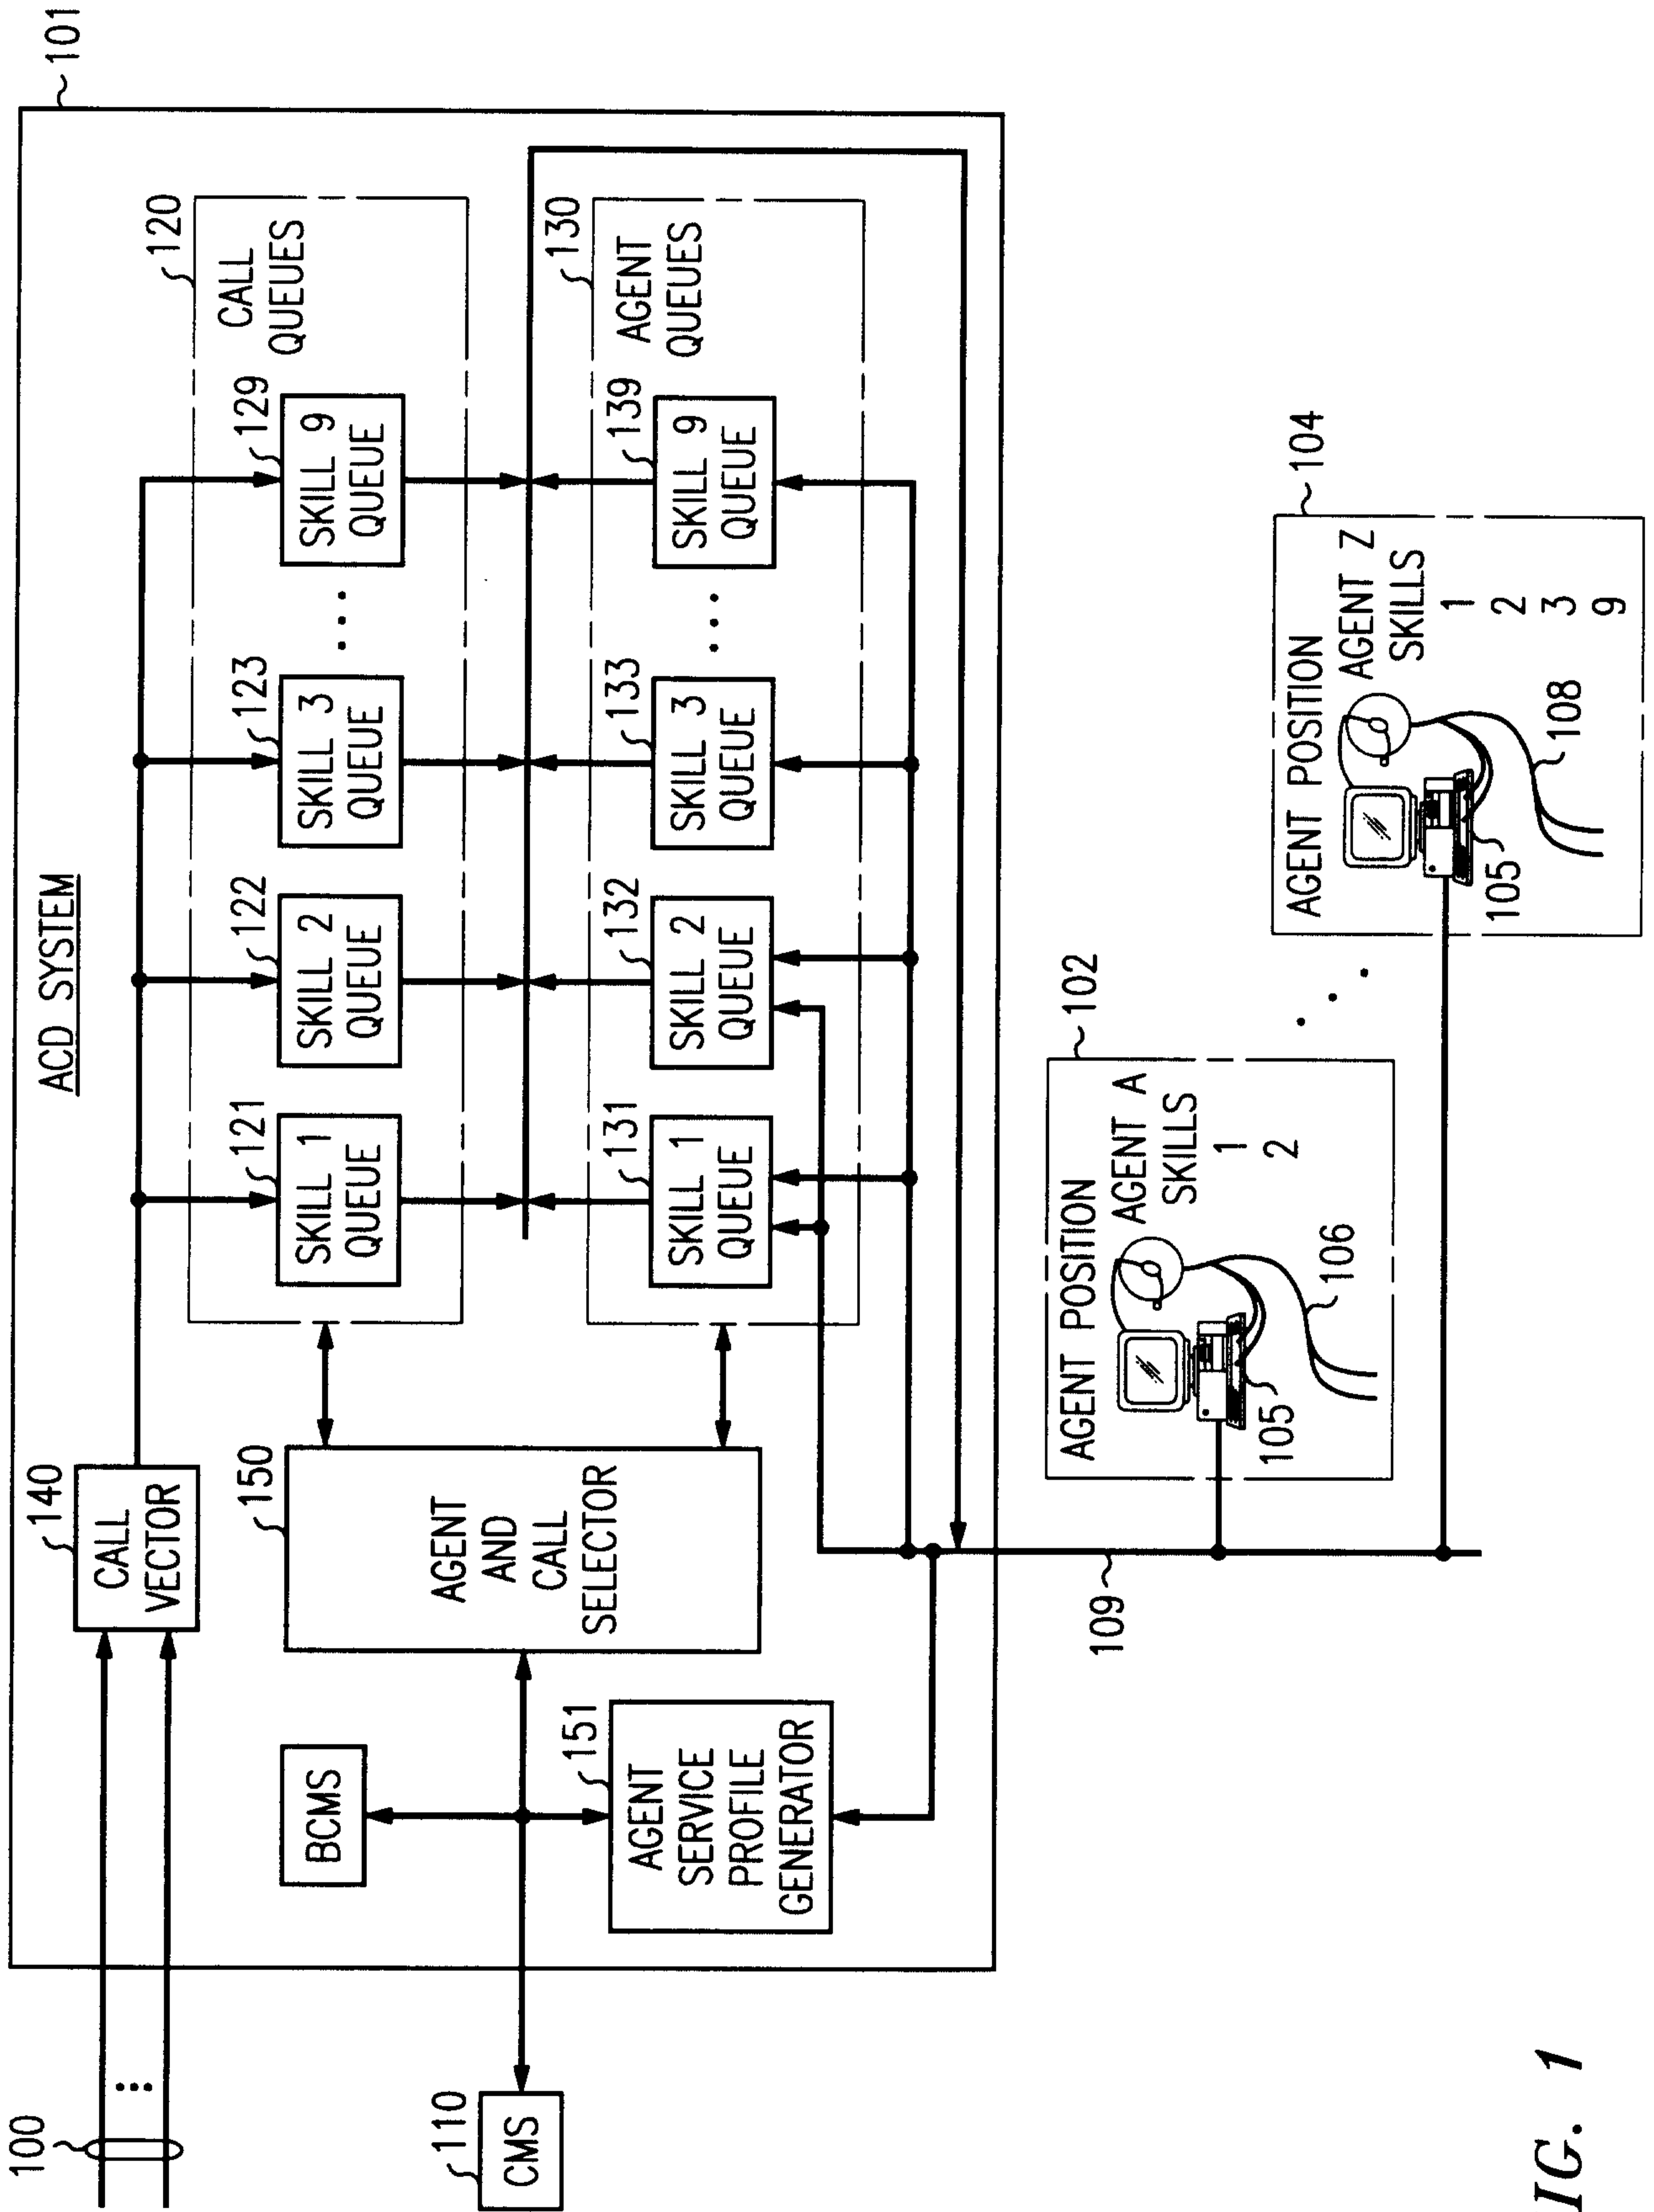 100
ACD SYSTEM
101
140
CALL
VECTOR
120
CALL
QUEUES
121
SKILL 1
QUEUE
122
SKILL 2
QUEUE
123
SKILL 3
QUEUE
129
SKILL 9
QUEUE
110
CMS
BCMS
150
AGENT
AND
CALL
SELECTOR
151
AGENT
SERVICE
PROFILE
GENERATOR
130
AGENT
QUEUES
131
SKILL 1
QUEUE
132
SKILL 2
QUEUE
133
SKILL 3
QUEUE
139
SKILL 9
QUEUE
109
102
AGENT POSITION
AGENT A
SKILLS
1
2
105
106
104
AGENT POSITION
AGENT Z
SKILLS
1
2
3
9
105
108
IG. 1